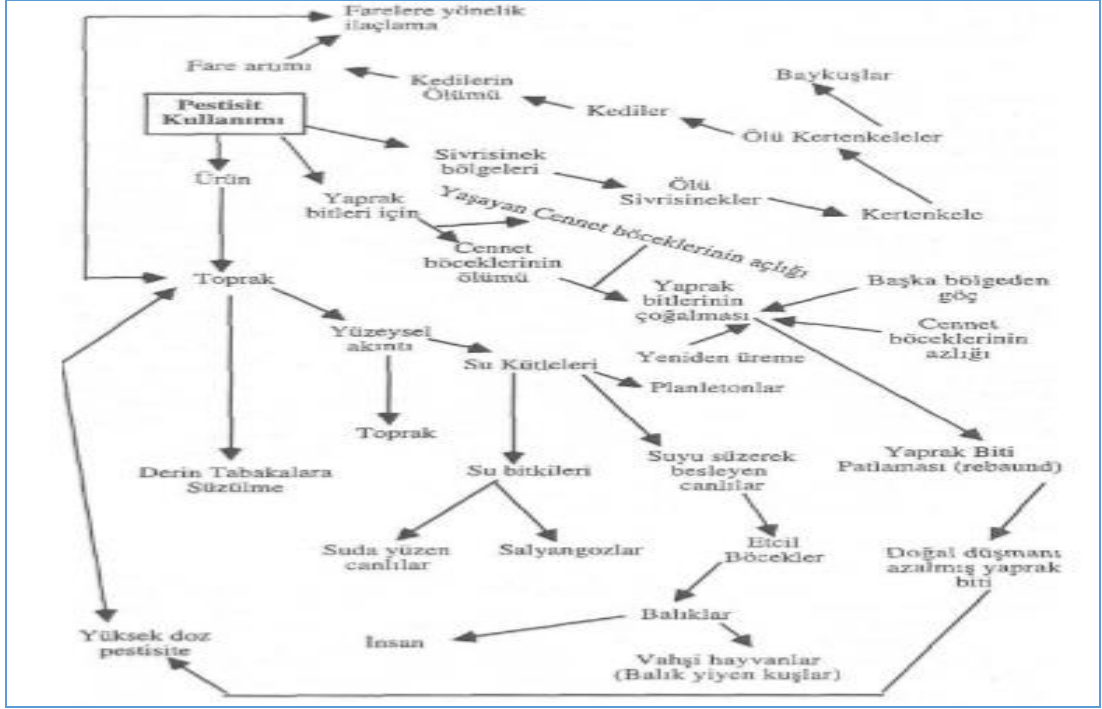 Farelere yönelik
ilaçlama
Fare artımı
Kedilerin
Ölümü
Baykuşlar
Pestisit
Kullanımı
Kediler
Ölü Kertenkeleler
Sivrisinek
bölgeleri
Ürün
Ölü
Sivrisinekler
Kertenkele
Yaprak
bitleri için
Yaşayan Cennet böceklerinin açlığı
Cennet
böceklerinin
ölümü
Toprak
Yaprak
bitlerinin
çoğalması
Başka bölgeden
göç
Cennet
böceklerinin
azlığı
Yüzeysel
akıntı
Yeniden üreme
Su Kütleleri
Planletonlar
Toprak
Derin Tabakalara
Süzülme
Su bitkileri
Suyu süzerek
besleyen
canlılar
Yaprak Biti
Patlaması (rebaund)
Suda yüzen
canlılar
Salyangozlar
Etcil
Böcekler
Doğal düşmanı
azalmış yaprak
biti
Balıklar
Yüksek doz
pestisite
İnsan
Vahşi hayvanlar
(Balık yiyen kuşlar)